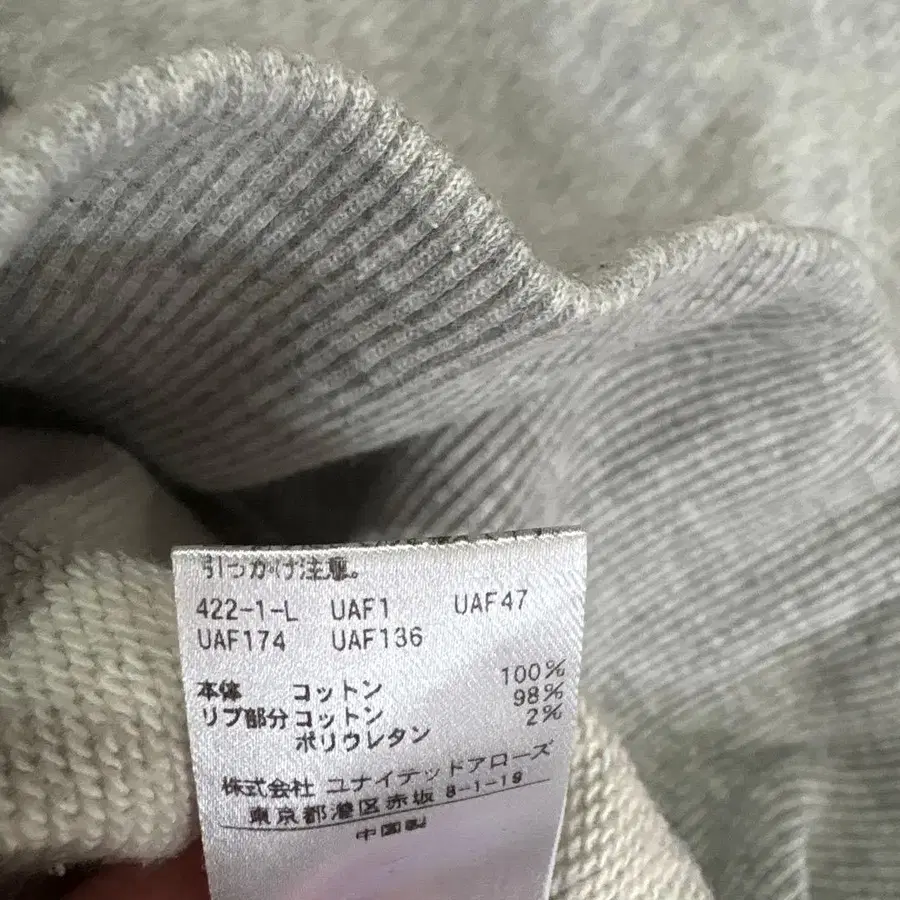 引っかけ注意。
422-1-L UAF1 UAF47
UAF174 UAF136
本体 コットン 100%
リブ部分 コットン 98%
ポリウレタン 2%
株式会社 ユナイテッドアローズ
東京都港区赤坂 8-1-19
中国製